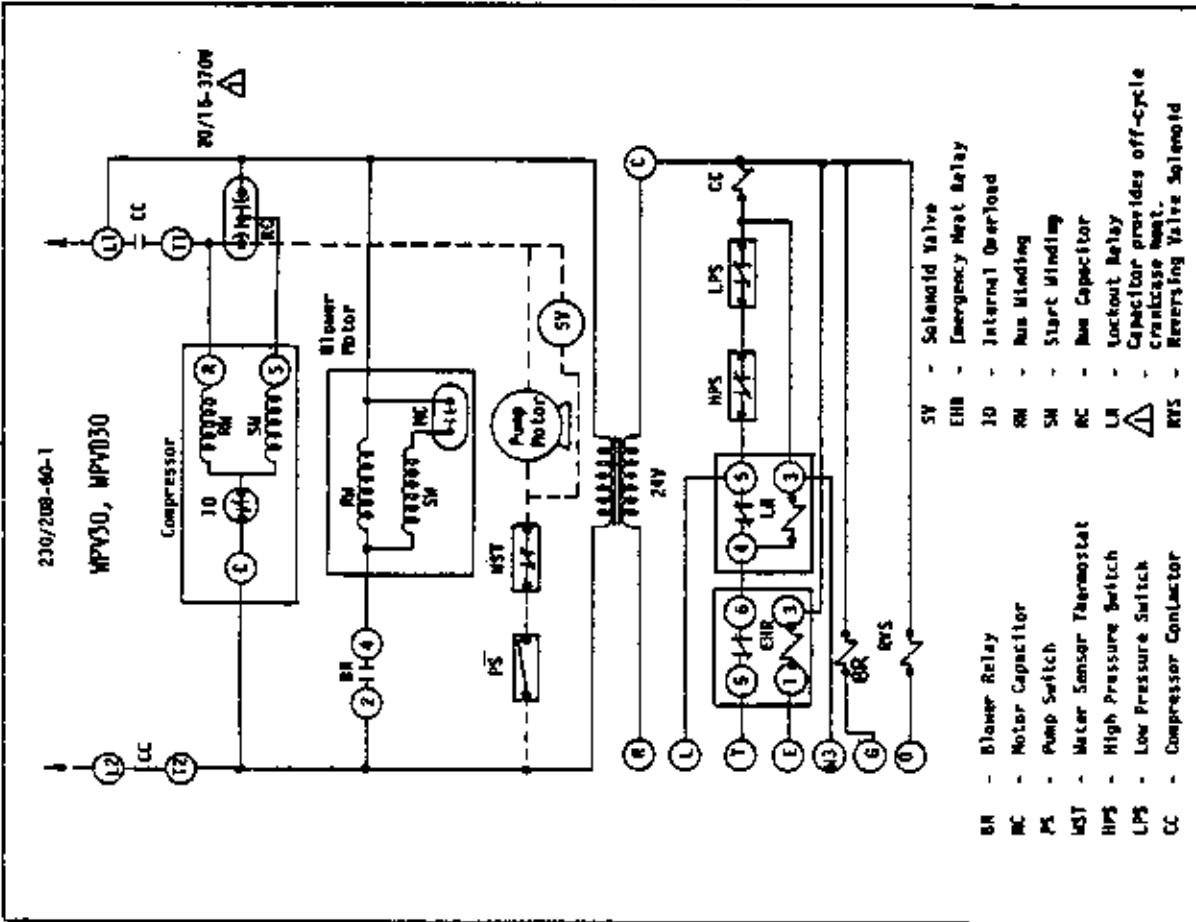 230/208-60-1
WPV30, WPVD30
L1
CC
T1
80/15-370V
RC
Compressor
R
S
RW
SW
IO
C
Blower
Motor
RW
SW
MC
BR
2
4
SV
Pump
Motor
WST
PS
L2
CC
T2
24V
R
C
L
T
E
W3
G
O
CC
LPS
HPS
5
3
LR
4
6
EHR
3
5
1
BR
RVS
BR - Blower Relay
MC - Motor Capacitor
PS - Pump Switch
WST - Water Sensor Thermostat
HPS - High Pressure Switch
LPS - Low Pressure Switch
CC - Compressor Contactor
SV - Solenoid Valve
EHR - Emergency Heat Relay
IO - Internal Overload
RW - Run Winding
SW - Start Winding
RC - Run Capacitor
LR - Lockout Relay
- Capacitor provides off-cycle
crankcase heat.
RVS - Reversing Valve Solenoid